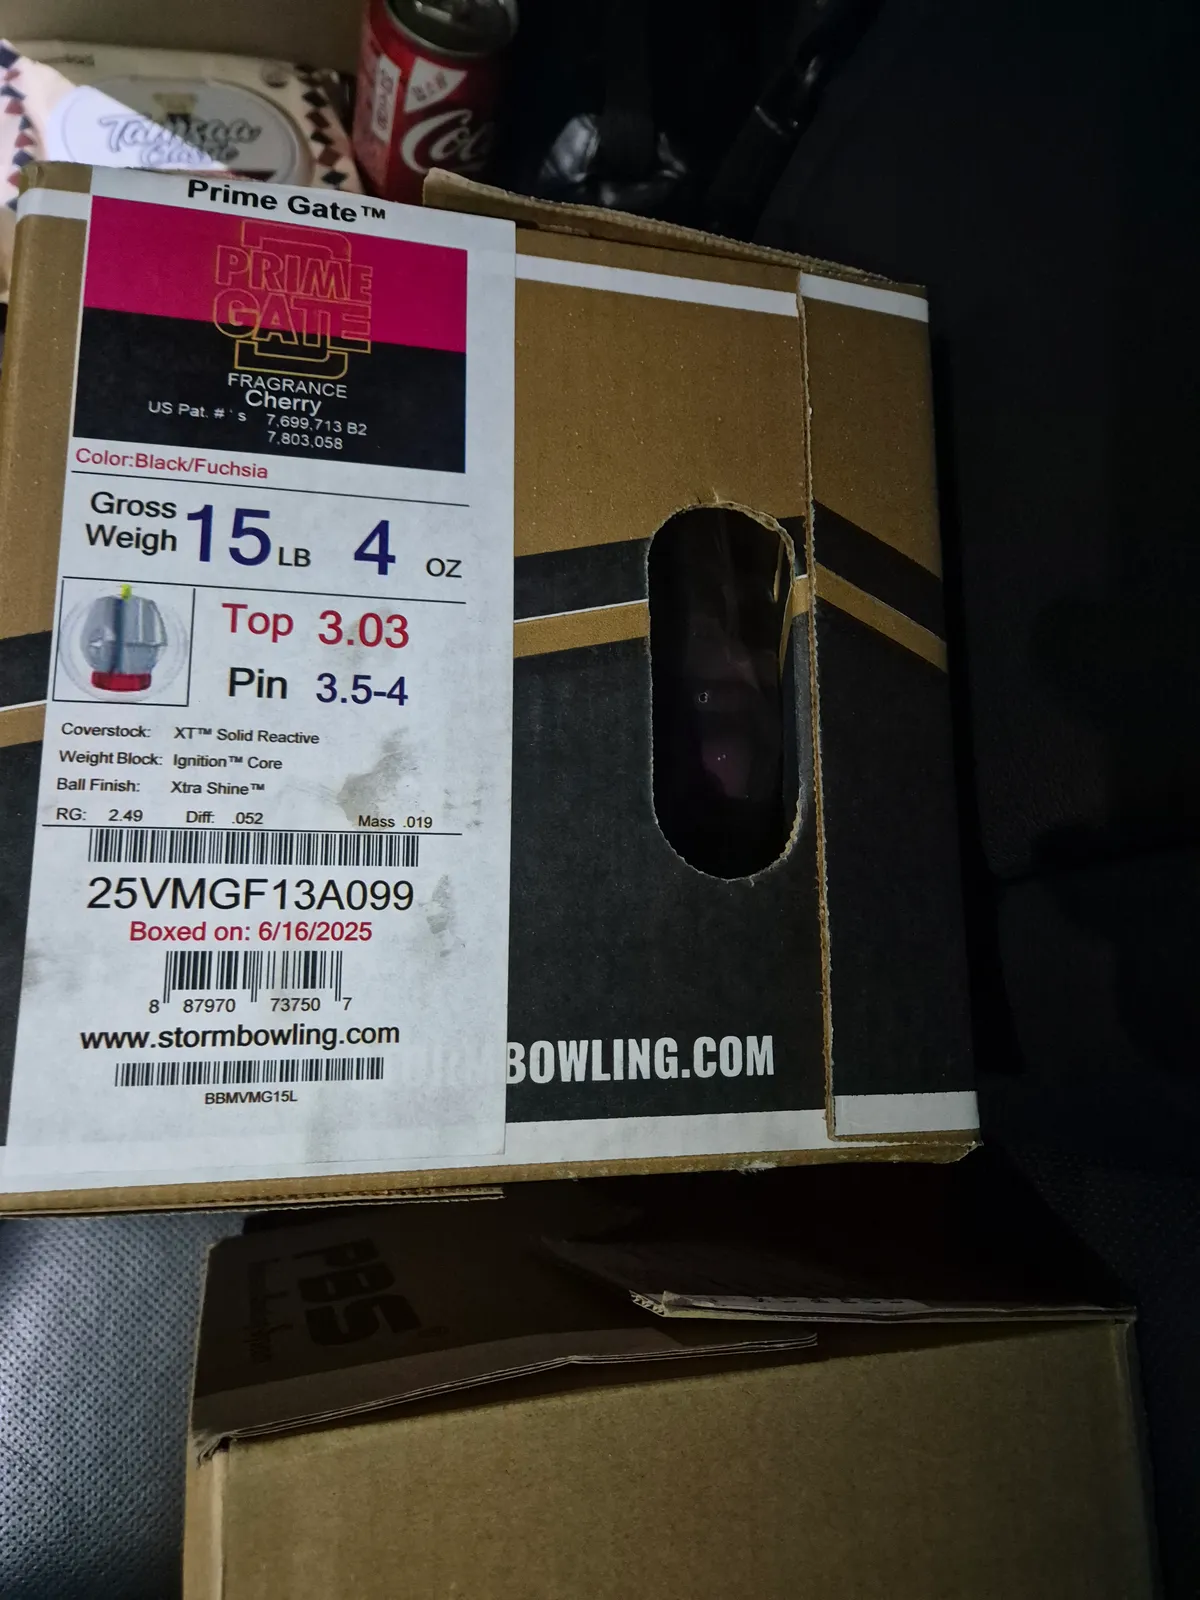 Coca
Prime Gate™
PRIME
GATE
FRAGRANCE
Cherry
US Pat. #'s 7,699,713 B2
7,803,058
Color:Black/Fuchsia
Gross
Weigh 15 LB 4 OZ
Top 3.03
Pin 3.5-4
Coverstock: XT™ Solid Reactive
Weight Block: Ignition™ Core
Ball Finish: Xtra Shine™
RG: 2.49 Diff: .052 Mass .019
25VMGF13A099
Boxed on: 6/16/2025
8 87970 73750 7
www.stormbowling.com
BBMVMG15L
BOWLING.COM
PBS